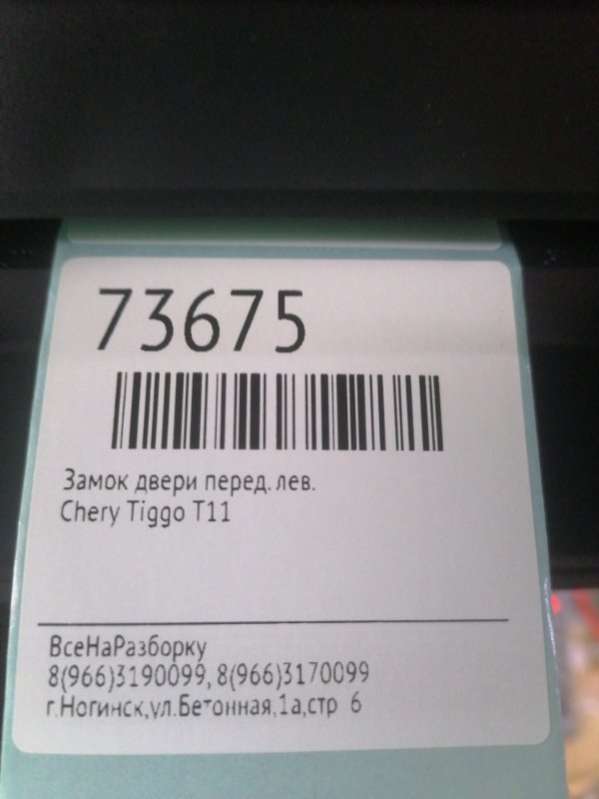 73675
Замок двери перед. лев.
Chery Tiggo T11
ВсеНаРазборку
8(966)3190099, 8(966)3170099
г.Ногинск,ул.Бетонная,1а,стр 6